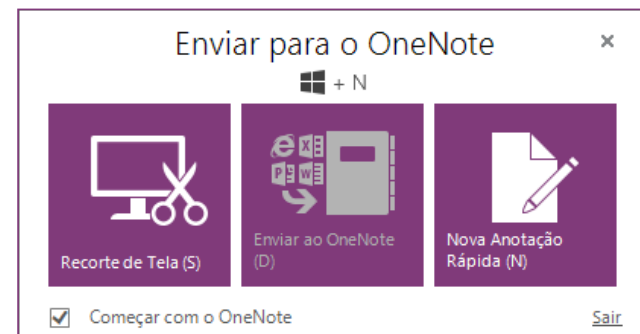 Enviar para o OneNote
+ N
Recorte de Tela (S)
Enviar ao OneNote
(D)
Nova Anotação
Rápida (N)
Começar com o OneNote
Sair